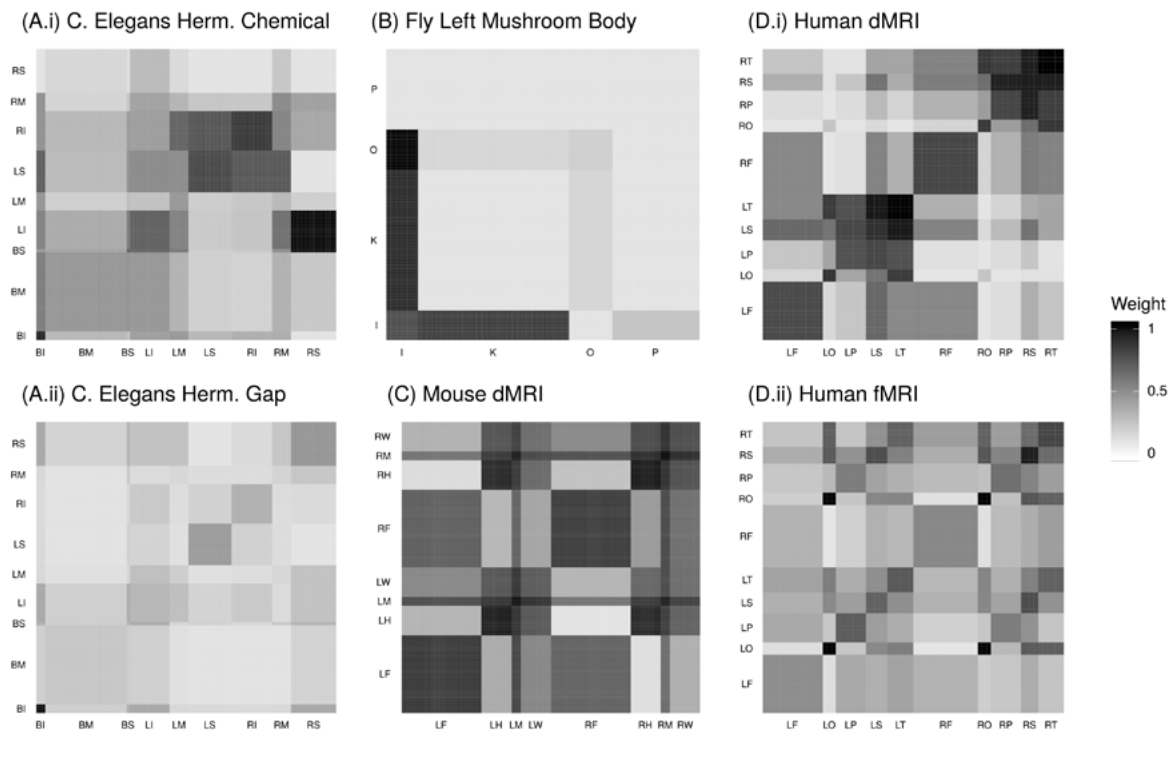 (A.i) C. Elegans Herm. Chemical
RS
RM
RI
LS
LM
LI
BS
BM
BI
BI BM BS LI LM LS RI RM RS
(B) Fly Left Mushroom Body
P
O
K
I
I K O P
(D.i) Human dMRI
RT
RS
RP
RO
RF
LT
LS
LP
LO
LF
LF LO LP LS LT RF RO RP RS RT
Weight
1
0.5
0
(A.ii) C. Elegans Herm. Gap
RS
RM
RI
LS
LM
LI
BS
BM
BI
BI BM BS LI LM LS RI RM RS
(C) Mouse dMRI
RW
RM
RH
RF
LW
LM
LH
LF
LF LH LM LW RF RH RM RW
(D.ii) Human fMRI
RT
RS
RP
RO
RF
LT
LS
LP
LO
LF
LF LO LP LS LT RF RO RP RS RT